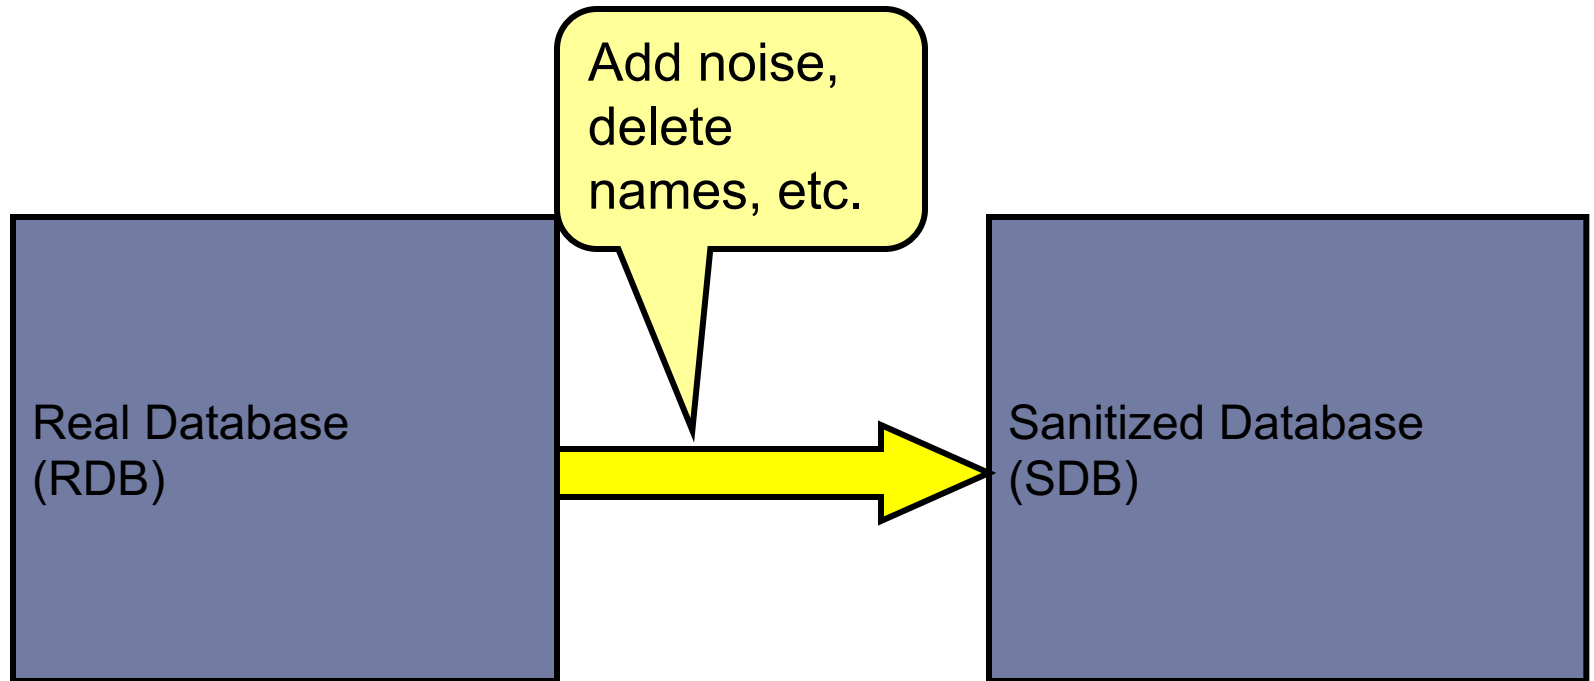 Add noise,
delete
names, etc.
Real Database
(RDB)
Sanitized Database
(SDB)